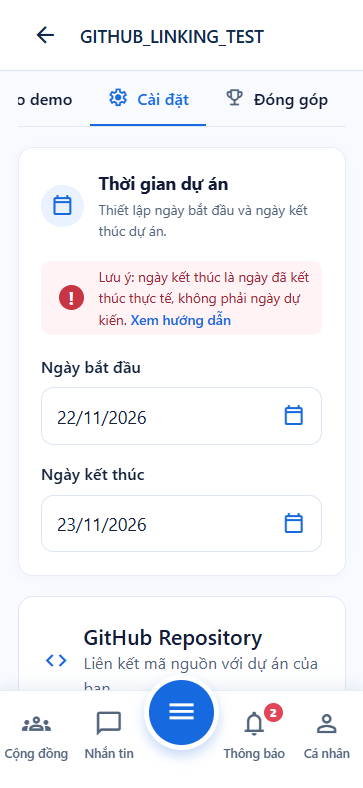 GITHUB_LINKING_TEST
o demo
Cài đặt
Đóng góp
Thời gian dự án
Thiết lập ngày bắt đầu và ngày kết
thúc dự án.
Lưu ý: ngày kết thúc là ngày đã kết
thúc thực tế, không phải ngày dự
kiến. Xem hướng dẫn
Ngày bắt đầu
22/11/2026
Ngày kết thúc
23/11/2026
GitHub Repository
Liên kết mã nguồn với dự án của
bạn
2
Cộng đồng
Nhắn tin
Thông báo
Cá nhân